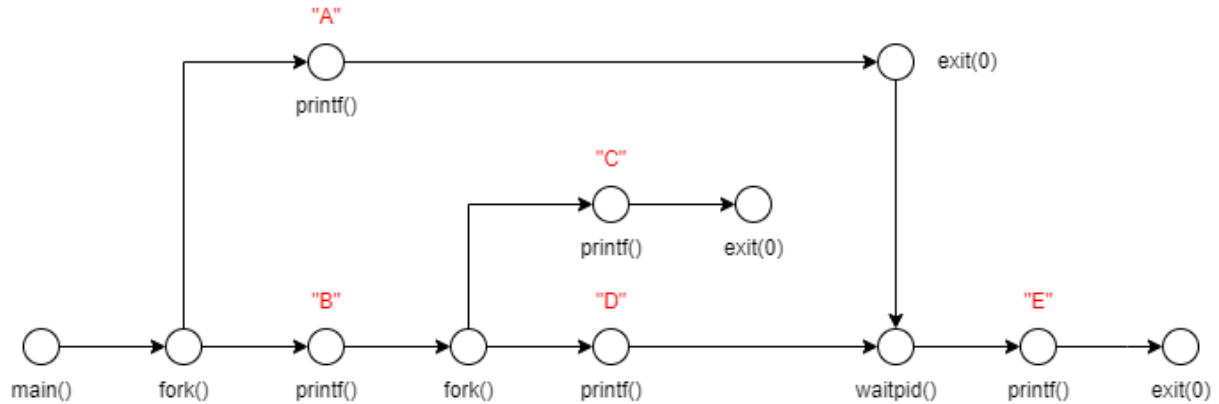 "A"
exit(0)
printf()
"C"
printf()
exit(0)
"B"
"D"
"E"
main()
fork()
printf()
fork()
printf()
waitpid()
printf()
exit(0)